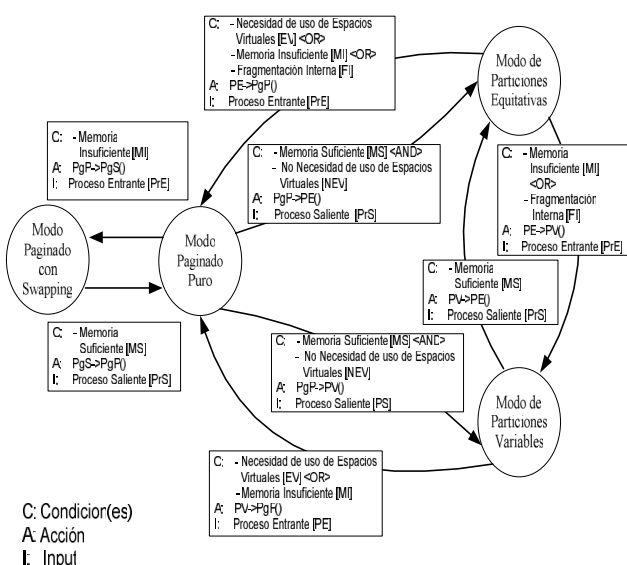 C: - Necesidad de uso de Espacios
Virtuales [EV] <OR>
- Memoria Insuficiente [MI] <OR>
- Fragmentación Interna [FI]
A: PE->PgP()
I: Proceso Entrante [PrE]
Modo de
Particiones
Equitativas
C: - Memoria
Insuficiente [MI]
A: PgP->PgS()
I: Proceso Entrante [PrE]
C: - Memoria Suficiente [MS] <AND>
- No Necesidad de uso de Espacios
Virtuales [NEV]
A: PgP->PE()
I: Proceso Saliente [PrS]
C: - Memoria
Insuficiente [MI]
<OR>
- Fragmentación
Interna [FI]
A: PE->PV()
I: Proceso Entrante [PrE]
Modo
Paginado
con
Swapping
Modo
Paginado
Puro
C: - Memoria
Suficiente [MS]
A: PV->PE()
I: Proceso Saliente [PrS]
C: - Memoria
Suficiente [MS]
A: PgS->PgP()
I: Proceso Saliente [PrS]
C: - Memoria Suficiente [MS] <AND>
- No Necesidad de uso de Espacios
Virtuales [NEV]
A: PgP->PV()
I: Proceso Saliente [PS]
Modo de
Particiones
Variables
C: - Necesidad de uso de Espacios
Virtuales [EV] <OR>
- Memoria Insuficiente [MI]
A: PV->PgP()
I: Proceso Entrante [PE]
C: Condicion(es)
A: Acción
I: Input